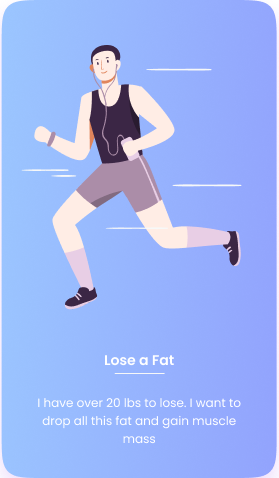 Lose a Fat
I have over 20 lbs to lose. I want to
drop all this fat and gain muscle
mass